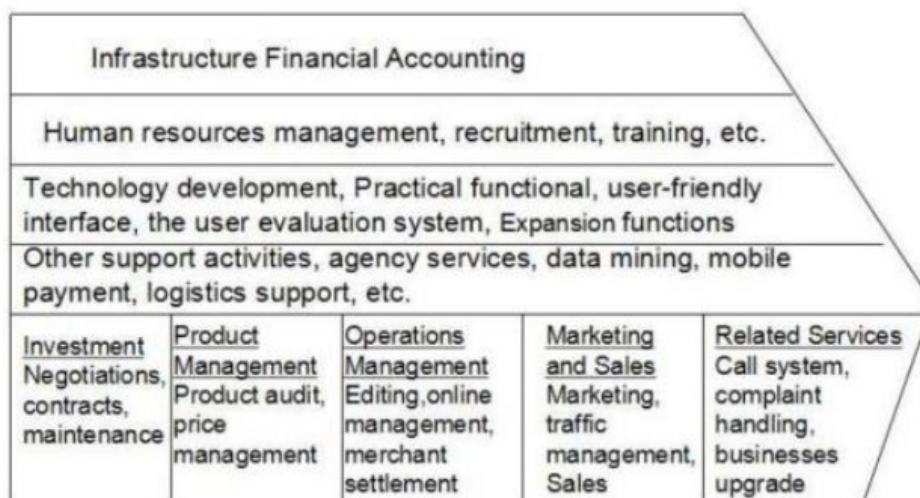 Infrastructure Financial Accounting
Human resources management, recruitment, training, etc.
Technology development, Practical functional, user-friendly
interface, the user evaluation system, Expansion functions
Other support activities, agency services, data mining, mobile
payment, logistics support, etc.
Investment
Negotiations,
contracts,
maintenance
Product
Management
Product audit,
price
management
Operations
Management
Editing,online
management,
merchant
settlement
Marketing
and Sales
Marketing,
traffic
management,
Sales
Related Services
Call system,
complaint
handling,
businesses
upgrade